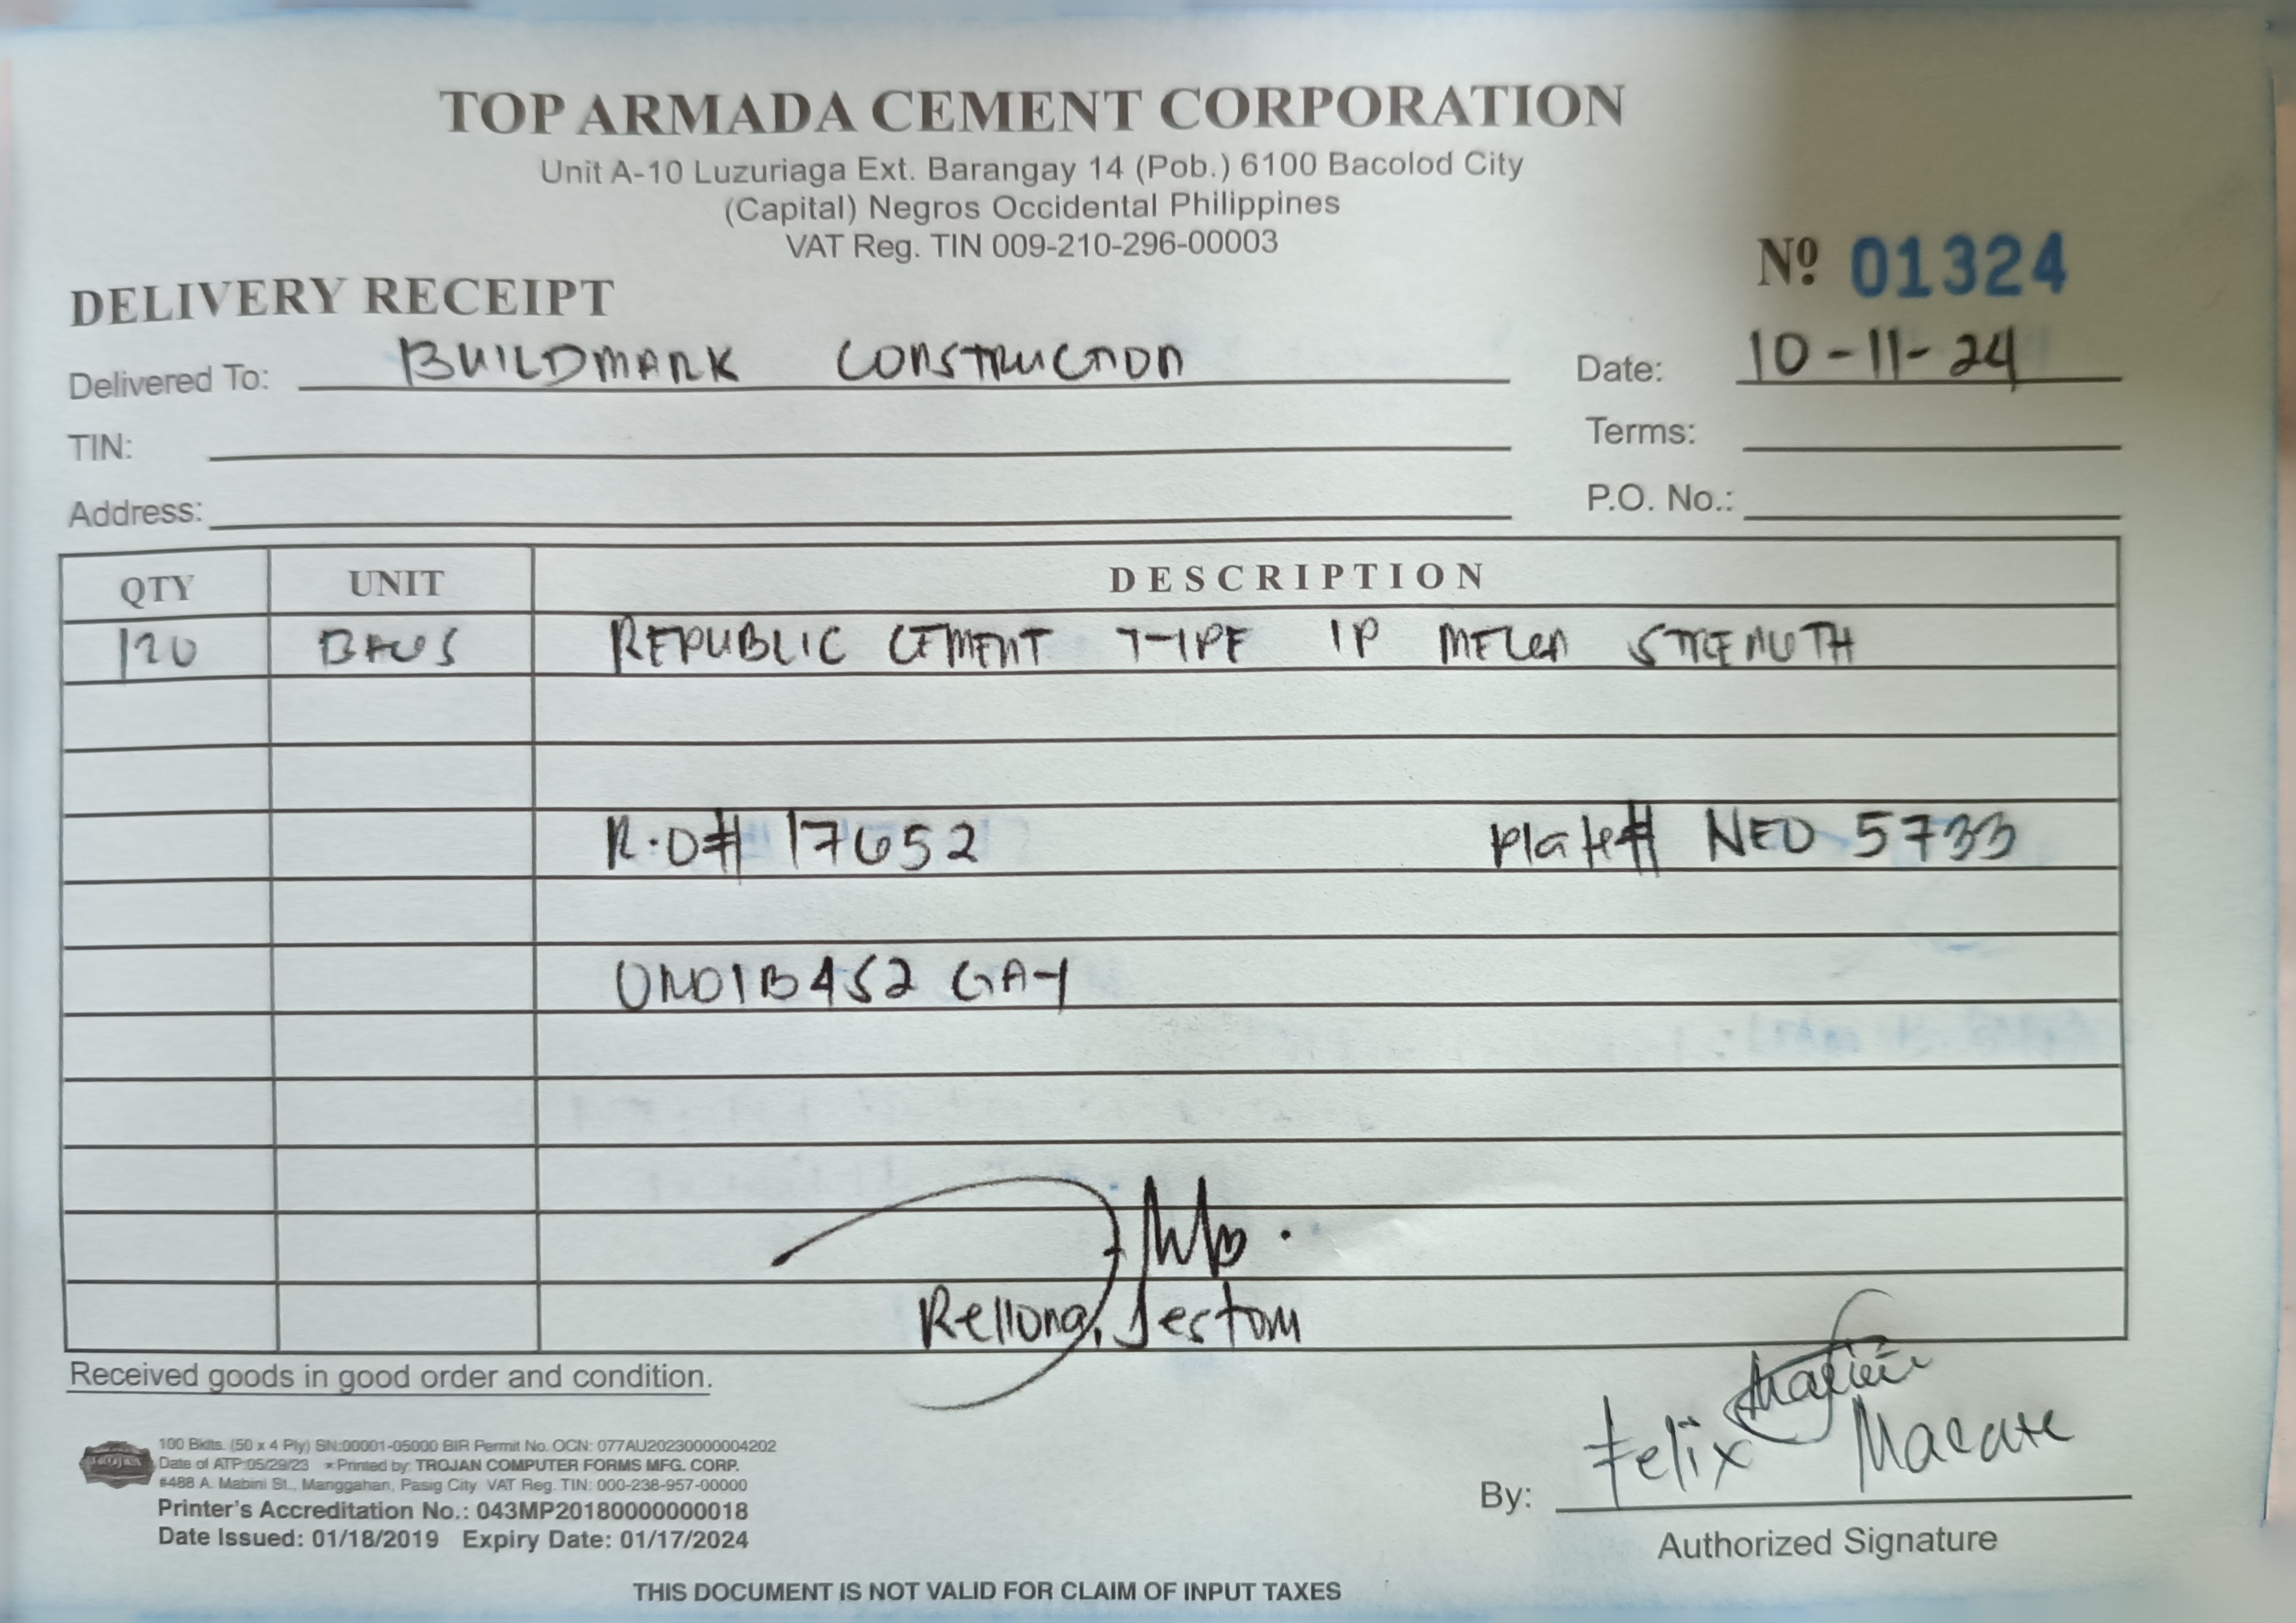 TOP ARMADA CEMENT CORPORATION
Unit A-10 Luzuriaga Ext. Barangay 14 (Pob.) 6100 Bacolod City
(Capital) Negros Occidental Philippines
VAT Reg. TIN 009-210-296-00003
Nº 01324
DELIVERY RECEIPT
Delivered To: BUILDMARK CONSTRUCTION Date: 10-11-24
TIN: Terms:
Address: P.O. No.:
QTY UNIT DESCRIPTION
120 BAGS REPUBLIC CEMENT TYPE 1P MEGA STRENGTH
R.O# 17652 Plate# NEO 5733
Rellona, Jestom
Received goods in good order and condition.
Felix Macate
By:
Authorized Signature
100 Bklts. (50 x 4 Ply) SN:00001-05000 BIR Permit No. OCN: 077AU20230000004202
Date of ATP:05/29/23 *Printed by: TROJAN COMPUTER FORMS MFG. CORP.
#488 A. Mabini St., Manggahan, Pasig City VAT Reg. TIN: 000-238-957-00000
Printer's Accreditation No.: 043MP20180000000018
Date Issued: 01/18/2019 Expiry Date: 01/17/2024
THIS DOCUMENT IS NOT VALID FOR CLAIM OF INPUT TAXES